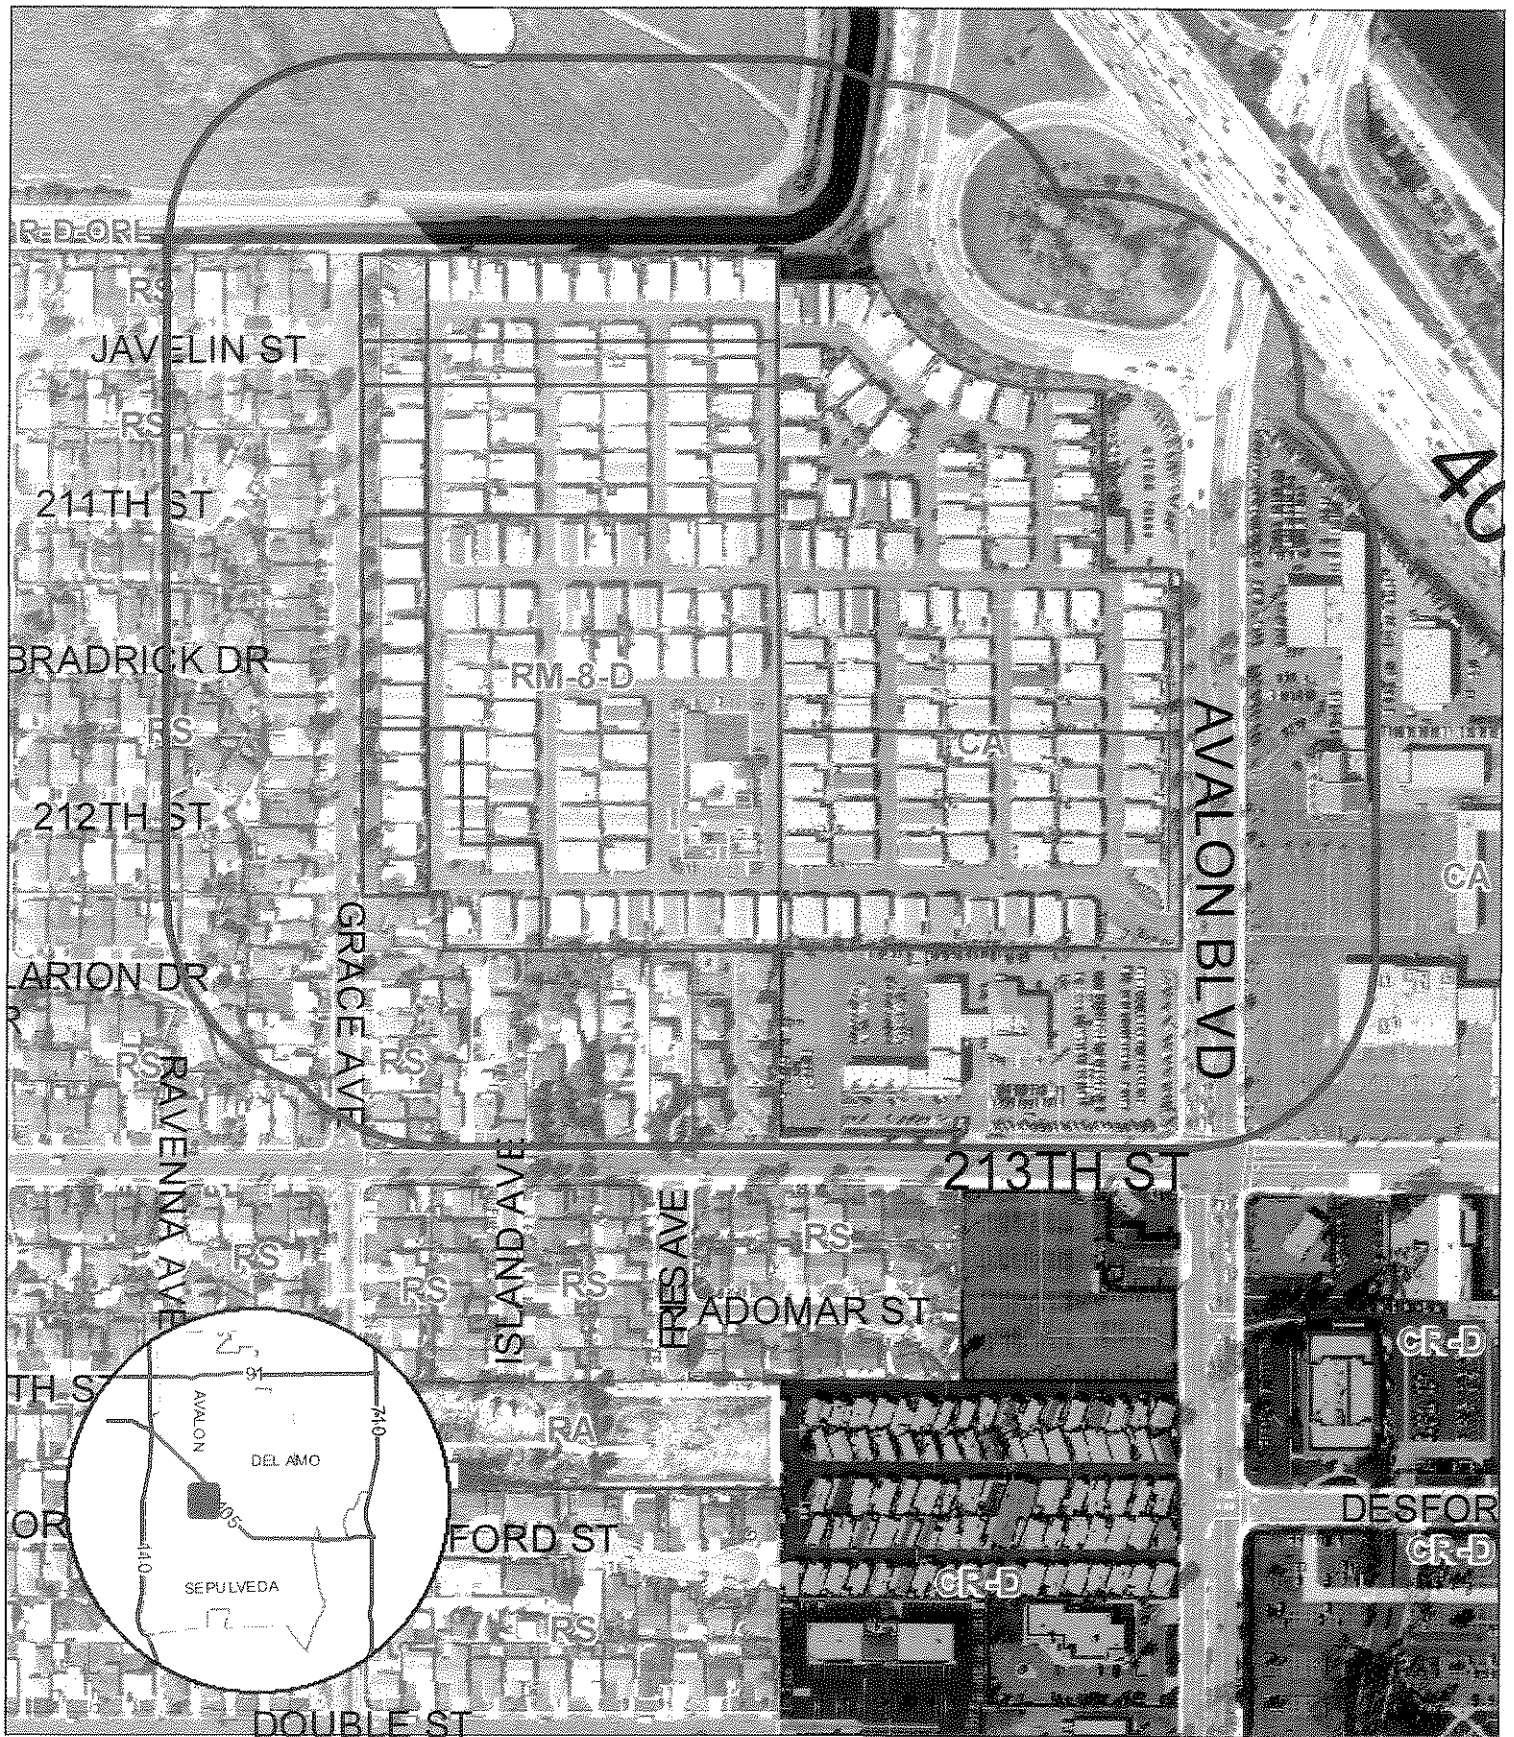 RS
JAVELIN ST
RS
211TH ST
BRADRICK DR
RM-8-D
RS
CA
212TH ST
CA
AVALON BLVD
GRACE AVE
LARION DR
RS
RS
RAVENNA AVE
213TH ST
ISLAND AVE
FRIES AVE
RS
RS
RS
RS
ADOMAR ST
CR-D
TH ST
91
AVALON
710
RA
DEL AMO
405
DESFOR
FORD ST
CR-D
110
SEPULVEDA
CR-D
RS
DOUBLE ST